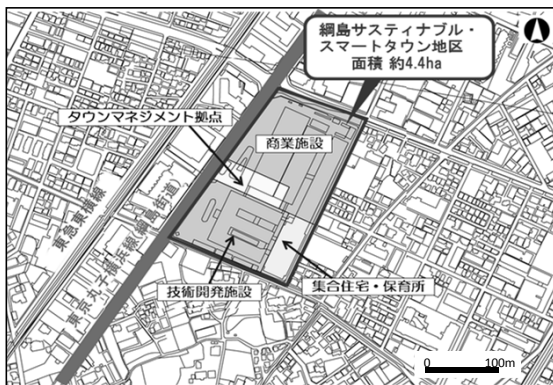 綱島サスティナブル・
スマートタウン地区
面積 約4.4ha
タウンマネジメント拠点
商業施設
東急東横線
東京丸子横浜線(綱島街道)
技術開発施設
集合住宅・保育所
0 100m